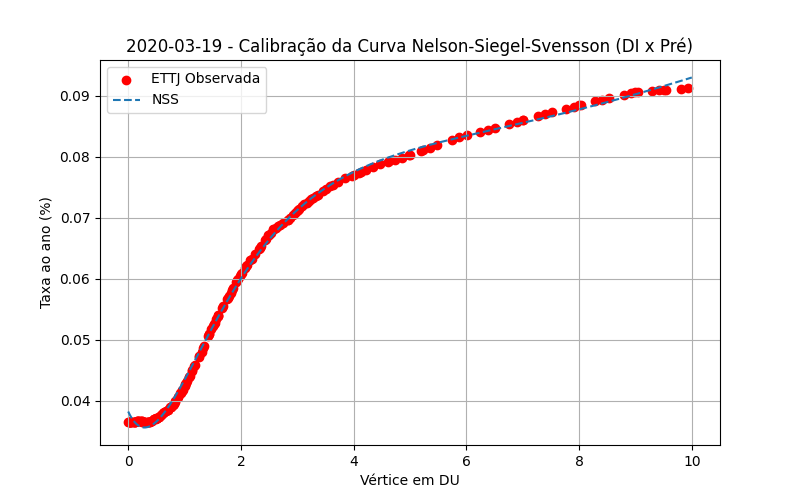 2020-03-19 - Calibração da Curva Nelson-Siegel-Svensson (DI x Pré)
ETTJ Observada
NSS
Taxa ao ano (%)
0.09
0.08
0.07
0.06
0.05
0.04
0 2 4 6 8 10
Vértice em DU